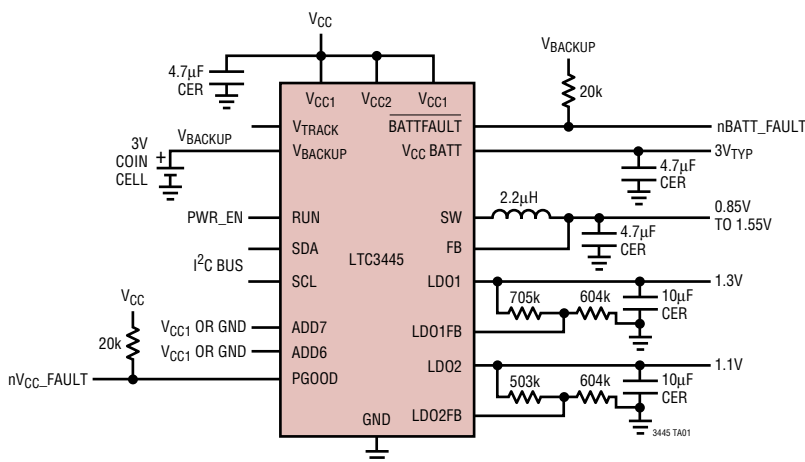 VCC
4.7µF
CER
VCC1 VCC2 VCC1
VBACKUP
20k
VTRACK
BATTFAULT
nBATT_FAULT
3V
COIN
CELL
+
VBACKUP
VBACKUP
VCC BATT
3VTYP
4.7µF
CER
2.2µH
PWR_EN
RUN
SW
0.85V
TO 1.55V
4.7µF
CER
SDA
FB
I2C BUS
LTC3445
SCL
LDO1
1.3V
VCC
20k
705k
604k
10µF
CER
VCC1 OR GND
ADD7
LDO1FB
VCC1 OR GND
ADD6
nVCC_FAULT
PGOOD
LDO2
1.1V
503k
604k
10µF
CER
GND
LDO2FB
3445 TA01